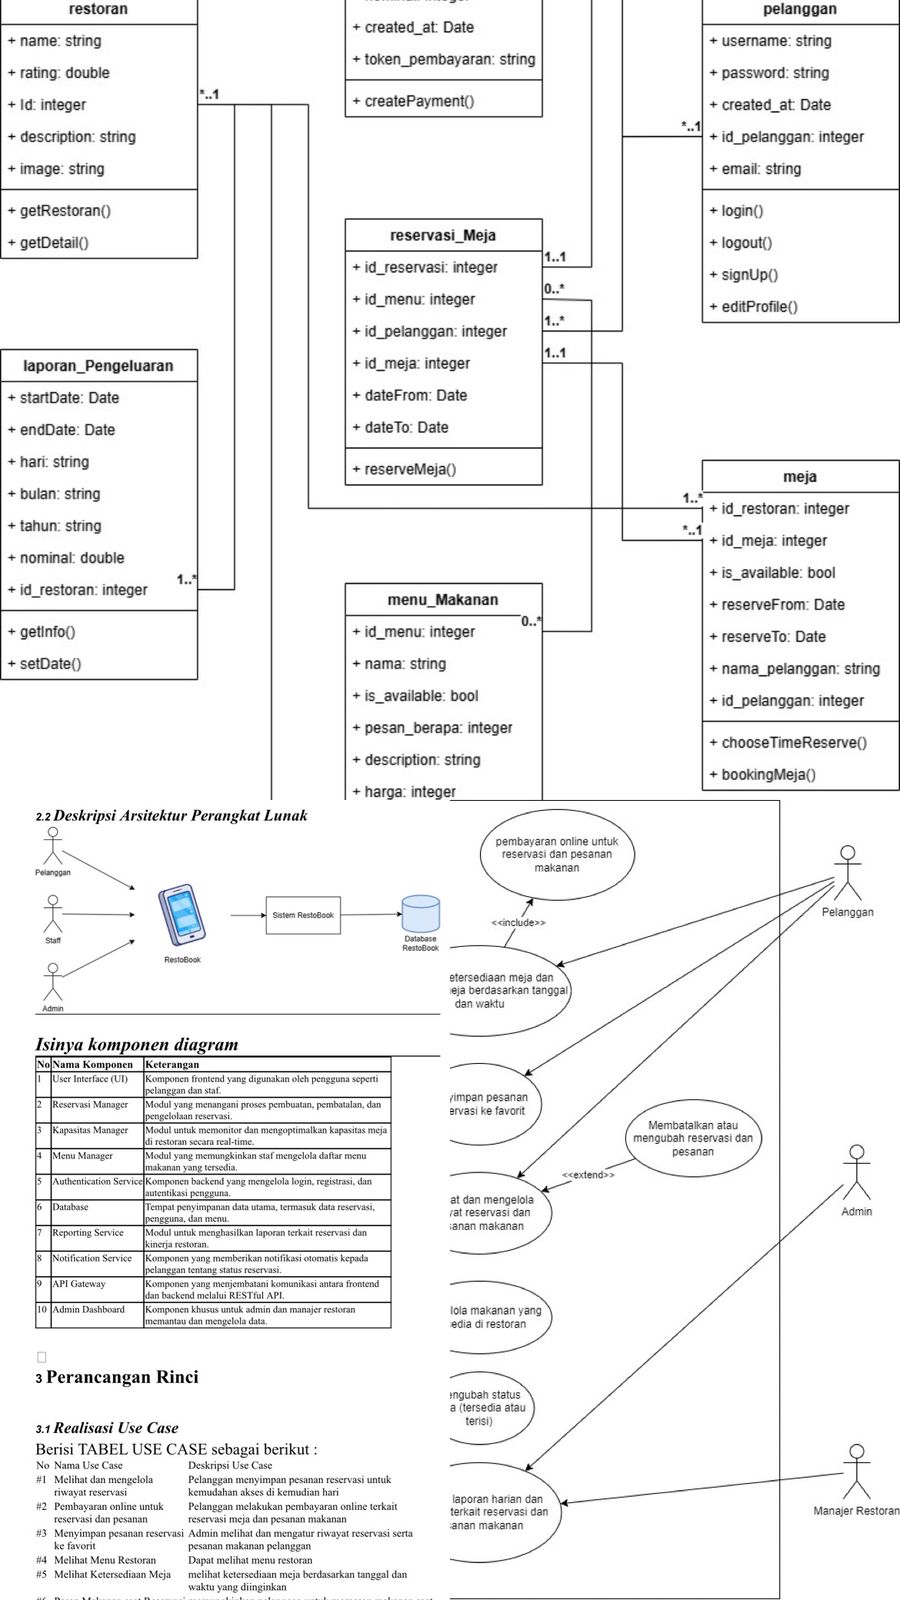 restoran
+ name: string
+ rating: double
+ Id: integer
+ description: string
+ image: string
+ getRestoran()
+ getDetail()
*..1
+ created_at: Date
+ token_pembayaran: string
+ createPayment()
pelanggan
+ username: string
+ password: string
+ created_at: Date
+ id_pelanggan: integer
+ email: string
+ login()
+ logout()
+ signUp()
+ editProfile()
*..1
reservasi_Meja
+ id_reservasi: integer
+ id_menu: integer
+ id_pelanggan: integer
+ id_meja: integer
+ dateFrom: Date
+ dateTo: Date
+ reserveMeja()
1..1
0..*
1..*
1..1
laporan_Pengeluaran
+ startDate: Date
+ endDate: Date
+ hari: string
+ bulan: string
+ tahun: string
+ nominal: double
+ id_restoran: integer
1..*
+ getInfo()
+ setDate()
meja
1..*
+ id_restoran: integer
*..1
+ id_meja: integer
+ is_available: bool
+ reserveFrom: Date
+ reserveTo: Date
+ nama_pelanggan: string
+ id_pelanggan: integer
+ chooseTimeReserve()
+ bookingMeja()
menu_Makanan
0..*
+ id_menu: integer
+ nama: string
+ is_available: bool
+ pesan_berapa: integer
+ description: string
+ harga: integer
2.2 Deskripsi Arsitektur Perangkat Lunak
Pelanggan
Staff
Admin
RestoBook
Sistem RestoBook
Database
RestoBook
Isinya komponen diagram
No Nama Komponen Keterangan
1 User Interface (UI) Komponen frontend yang digunakan oleh pengguna seperti
pelanggan dan staf.
2 Reservasi Manager Modul yang menangani proses pembuatan, pembatalan, dan
pengelolaan reservasi.
3 Kapasitas Manager Modul untuk memonitor dan mengoptimalkan kapasitas meja
di restoran secara real-time.
4 Menu Manager Modul yang memungkinkan staf mengelola daftar menu
makanan yang tersedia.
5 Authentication Service Komponen backend yang mengelola login, registrasi, dan
autentikasi pengguna.
6 Database Tempat penyimpanan data utama, termasuk data reservasi,
pengguna, dan menu.
7 Reporting Service Modul untuk menghasilkan laporan terkait reservasi dan
kinerja restoran.
8 Notification Service Komponen yang memberikan notifikasi otomatis kepada
pelanggan tentang status reservasi.
9 API Gateway Komponen yang menjembatani komunikasi antara frontend
dan backend melalui RESTful API.
10 Admin Dashboard Komponen khusus untuk admin dan manajer restoran
memantau dan mengelola data.
3 Perancangan Rinci
3.1 Realisasi Use Case
Berisi TABEL USE CASE sebagai berikut :
No Nama Use Case Deskripsi Use Case
#1 Melihat dan mengelola Pelanggan menyimpan pesanan reservasi untuk
riwayat reservasi kemudahan akses di kemudian hari
#2 Pembayaran online untuk Pelanggan melakukan pembayaran online terkait
reservasi dan pesanan reservasi meja dan pesanan makanan
#3 Menyimpan pesanan reservasi Admin melihat dan mengatur riwayat reservasi serta
ke favorit pesanan makanan pelanggan
#4 Melihat Menu Restoran Dapat melihat menu restoran
#5 Melihat Ketersediaan Meja melihat ketersediaan meja berdasarkan tanggal dan
waktu yang diinginkan
pembayaran online untuk
reservasi dan pesanan
makanan
<<include>>
etersediaan meja dan
eja berdasarkan tanggal
dan waktu
yimpan pesanan
ervasi ke favorit
Membatalkan atau
mengubah reservasi dan
pesanan
<<extend>>
at dan mengelola
yat reservasi dan
sanan makanan
lola makanan yang
edia di restoran
engubah status
a (tersedia atau
terisi)
laporan harian dan
terkait reservasi dan
sanan makanan
Pelanggan
Admin
Manajer Restoran